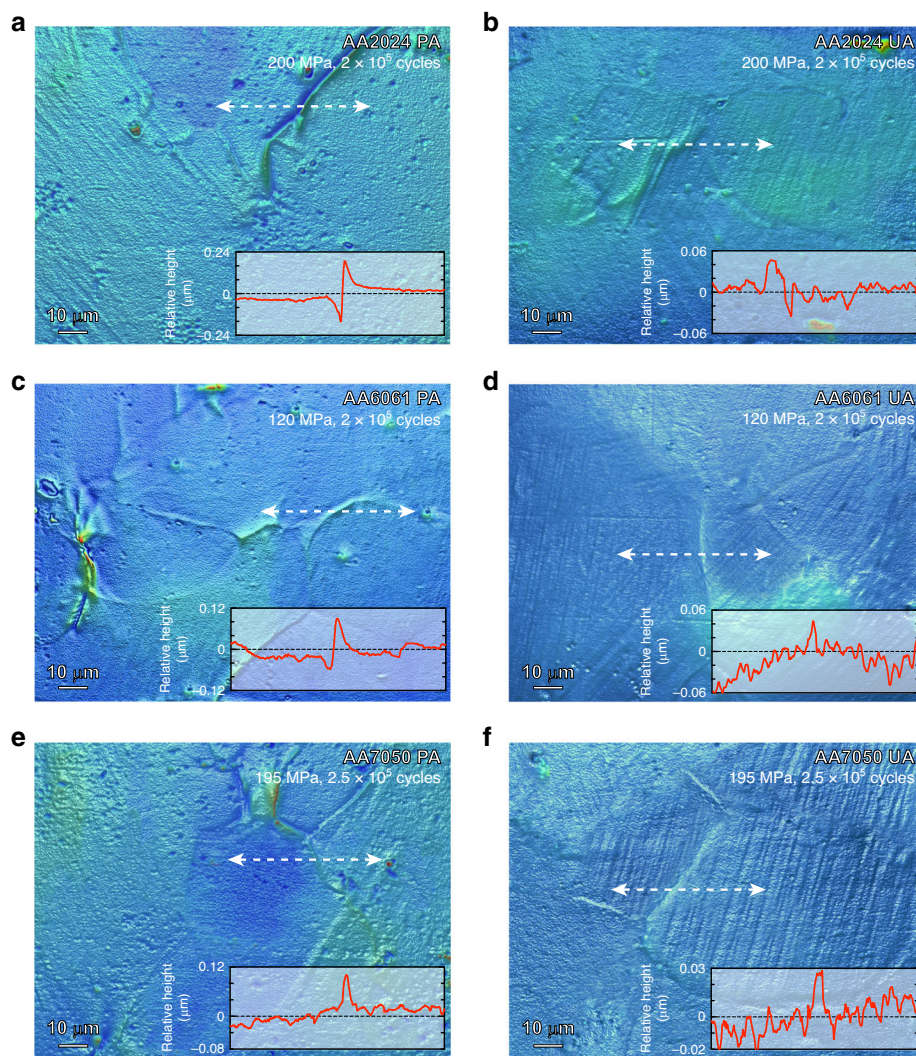 a
AA2024 PA
200 MPa, 2 × 10⁵ cycles
Relative height
(μm)
0.24
0
−0.24
10 μm
b
AA2024 UA
200 MPa, 2 × 10⁵ cycles
Relative height
(μm)
0.06
0
−0.06
10 μm
c
AA6061 PA
120 MPa, 2 × 10⁵ cycles
Relative height
(μm)
0.12
0
−0.12
10 μm
d
AA6061 UA
120 MPa, 2 × 10⁵ cycles
Relative height
(μm)
0.06
0
−0.06
10 μm
e
AA7050 PA
195 MPa, 2.5 × 10⁵ cycles
Relative height
(μm)
0.12
0
−0.08
10 μm
f
AA7050 UA
195 MPa, 2.5 × 10⁵ cycles
Relative height
(μm)
0.03
0
−0.02
10 μm